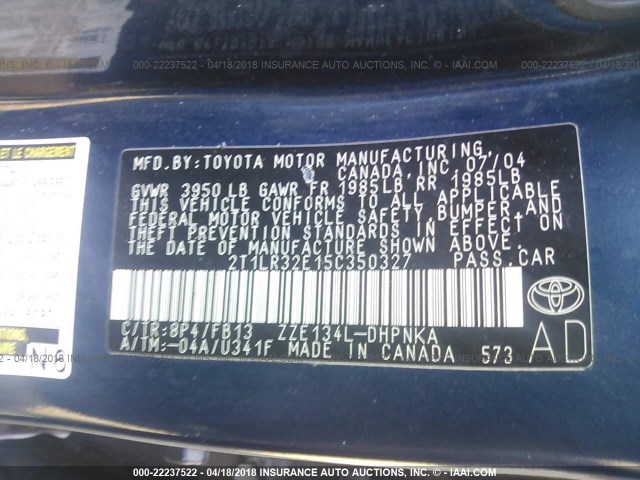 000-22237522 - 04/18/2018 INSURANCE AUTO AUCTIONS, INC. - © IAAI.COM
ET LE CHARGEMENT
MFD.BY:TOYOTA MOTOR MANUFACTURING,
CANADA, INC. 07/04
GVWR 3950 LB GAWR FR 1985LB RR 1985LB
THIS VEHICLE CONFORMS TO ALL APPLICABLE
FEDERAL MOTOR VEHICLE SAFETY, BUMPER, AND
THEFT PREVENTION STANDARDS IN EFFECT ON
THE DATE OF MANUFACTURE SHOWN ABOVE.
2T1LR32E15C350327 PASS.CAR
C/TR:8P4/FB13 ZZE134L-DHPNKA
A/TM:-04A/U341F MADE IN CANADA 573
AD
TOYOTA
000-22237522 - 04/18/2018 INSURANCE AUTO AUCTIONS, INC. - © IAAI.COM